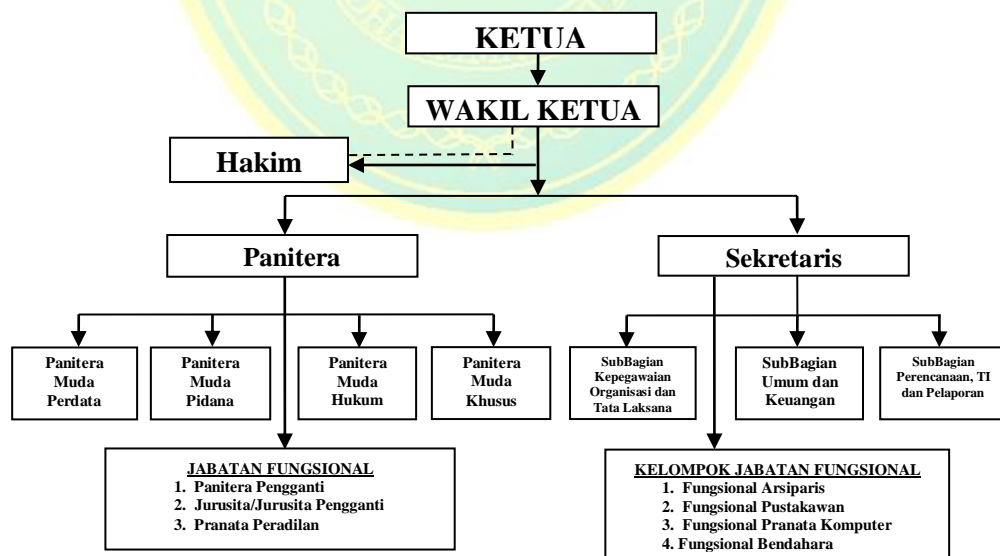 KETUA
WAKIL KETUA
Hakim
Panitera
Sekretaris
Panitera
Muda
Perdata
Panitera
Muda
Pidana
Panitera
Muda
Hukum
Panitera
Muda
Khusus
SubBagian
Kepegawaian
Organisasi dan
Tata Laksana
SubBagian
Umum dan
Keuangan
SubBagian
Perencanaan, TI
dan Pelaporan
JABATAN FUNGSIONAL
1. Panitera Pengganti
2. Jurusita/Jurusita Pengganti
3. Pranata Peradilan
KELOMPOK JABATAN FUNGSIONAL
1. Fungsional Arsiparis
2. Fungsional Pustakawan
3. Fungsional Pranata Komputer
4. Fungsional Bendahara